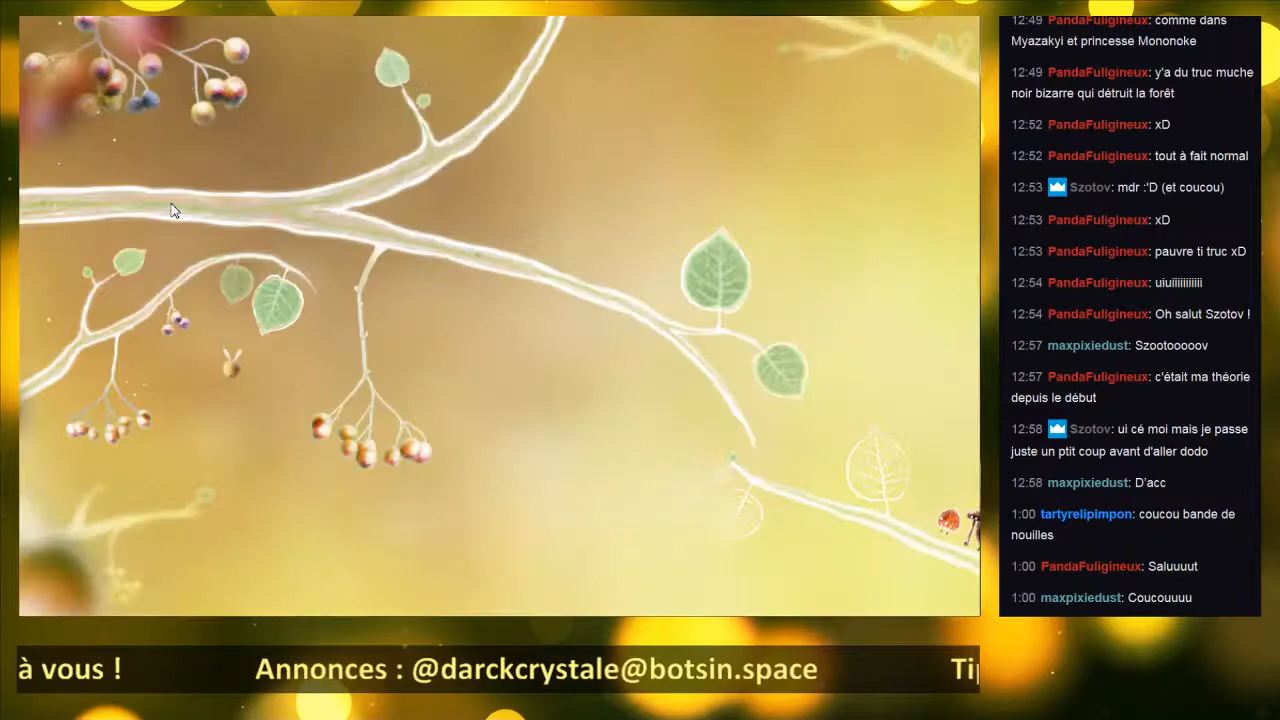 12:49 PandaFuligineux: comme dans
Myazakyi et princesse Mononoke
12:49 PandaFuligineux: y'a du truc muche
noir bizarre qui détruit la forêt
12:52 PandaFuligineux: xD
12:52 PandaFuligineux: tout à fait normal
12:53 Szotov: mdr :'D (et coucou)
12:53 PandaFuligineux: xD
12:53 PandaFuligineux: pauvre ti truc xD
12:54 PandaFuligineux: uiuiiiiiiiiiii
12:54 PandaFuligineux: Oh salut Szotov !
12:57 maxpixiedust: Szootooooov
12:57 PandaFuligineux: c'était ma théorie
depuis le début
12:58 Szotov: ui cé moi mais je passe
juste un ptit coup avant d'aller dodo
12:58 maxpixiedust: D'acc
1:00 tartyrelipimpon: coucou bande de
nouilles
1:00 PandaFuligineux: Saluuuut
1:00 maxpixiedust: Coucouuuu
à vous ! Annonces : @darckcrystale@botsin.space Ti